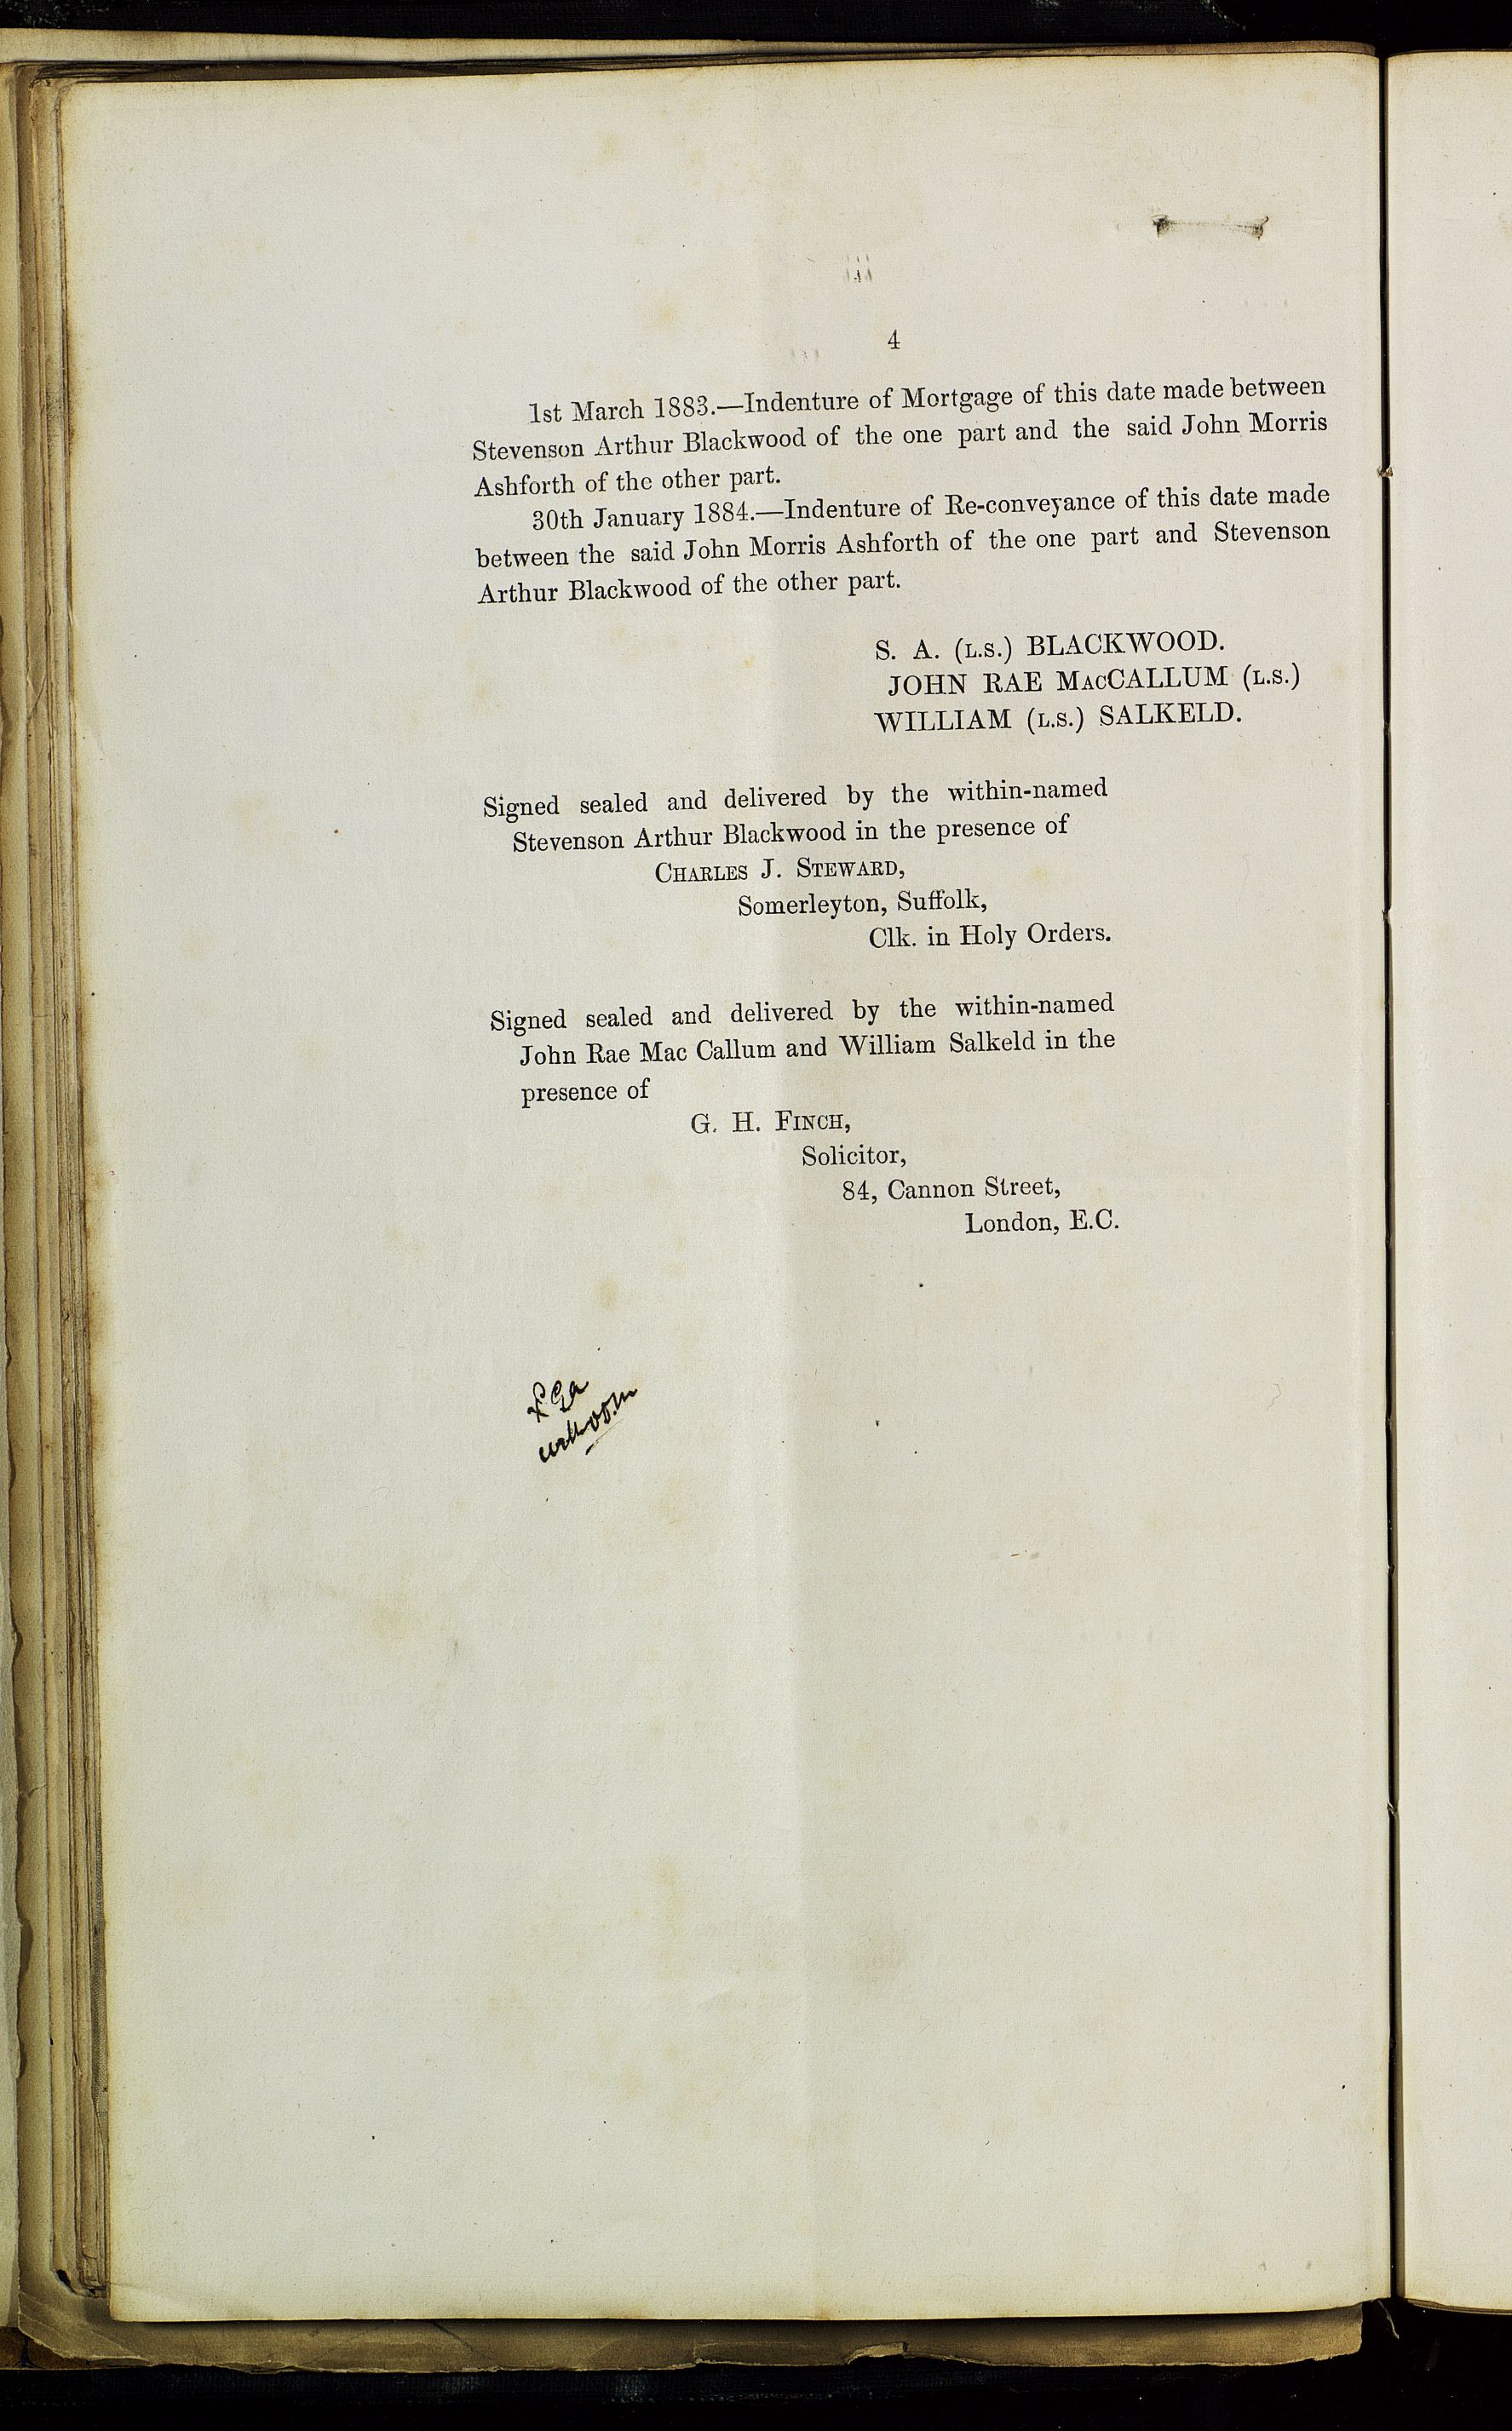 4
1st March 1883.—Indenture of Mortgage of this date made between
Stevenson Arthur Blackwood of the one part and the said John Morris
Ashforth of the other part.
30th January 1884.—Indenture of Re-conveyance of this date made
between the said John Morris Ashforth of the one part and Stevenson
Arthur Blackwood of the other part.
S. A. (L.S.) BLACKWOOD.
JOHN RAE MACCALLUM (L.S.)
WILLIAM (L.S.) SALKELD.
Signed sealed and delivered by the within-named
Stevenson Arthur Blackwood in the presence of
CHARLES J. STEWARD,
Somerleyton, Suffolk,
Clk. in Holy Orders.
Signed sealed and delivered by the within-named
John Rae Mac Callum and William Salkeld in the
presence of
G. H. FINCH,
Solicitor,
84, Cannon Street,
London, E.C.